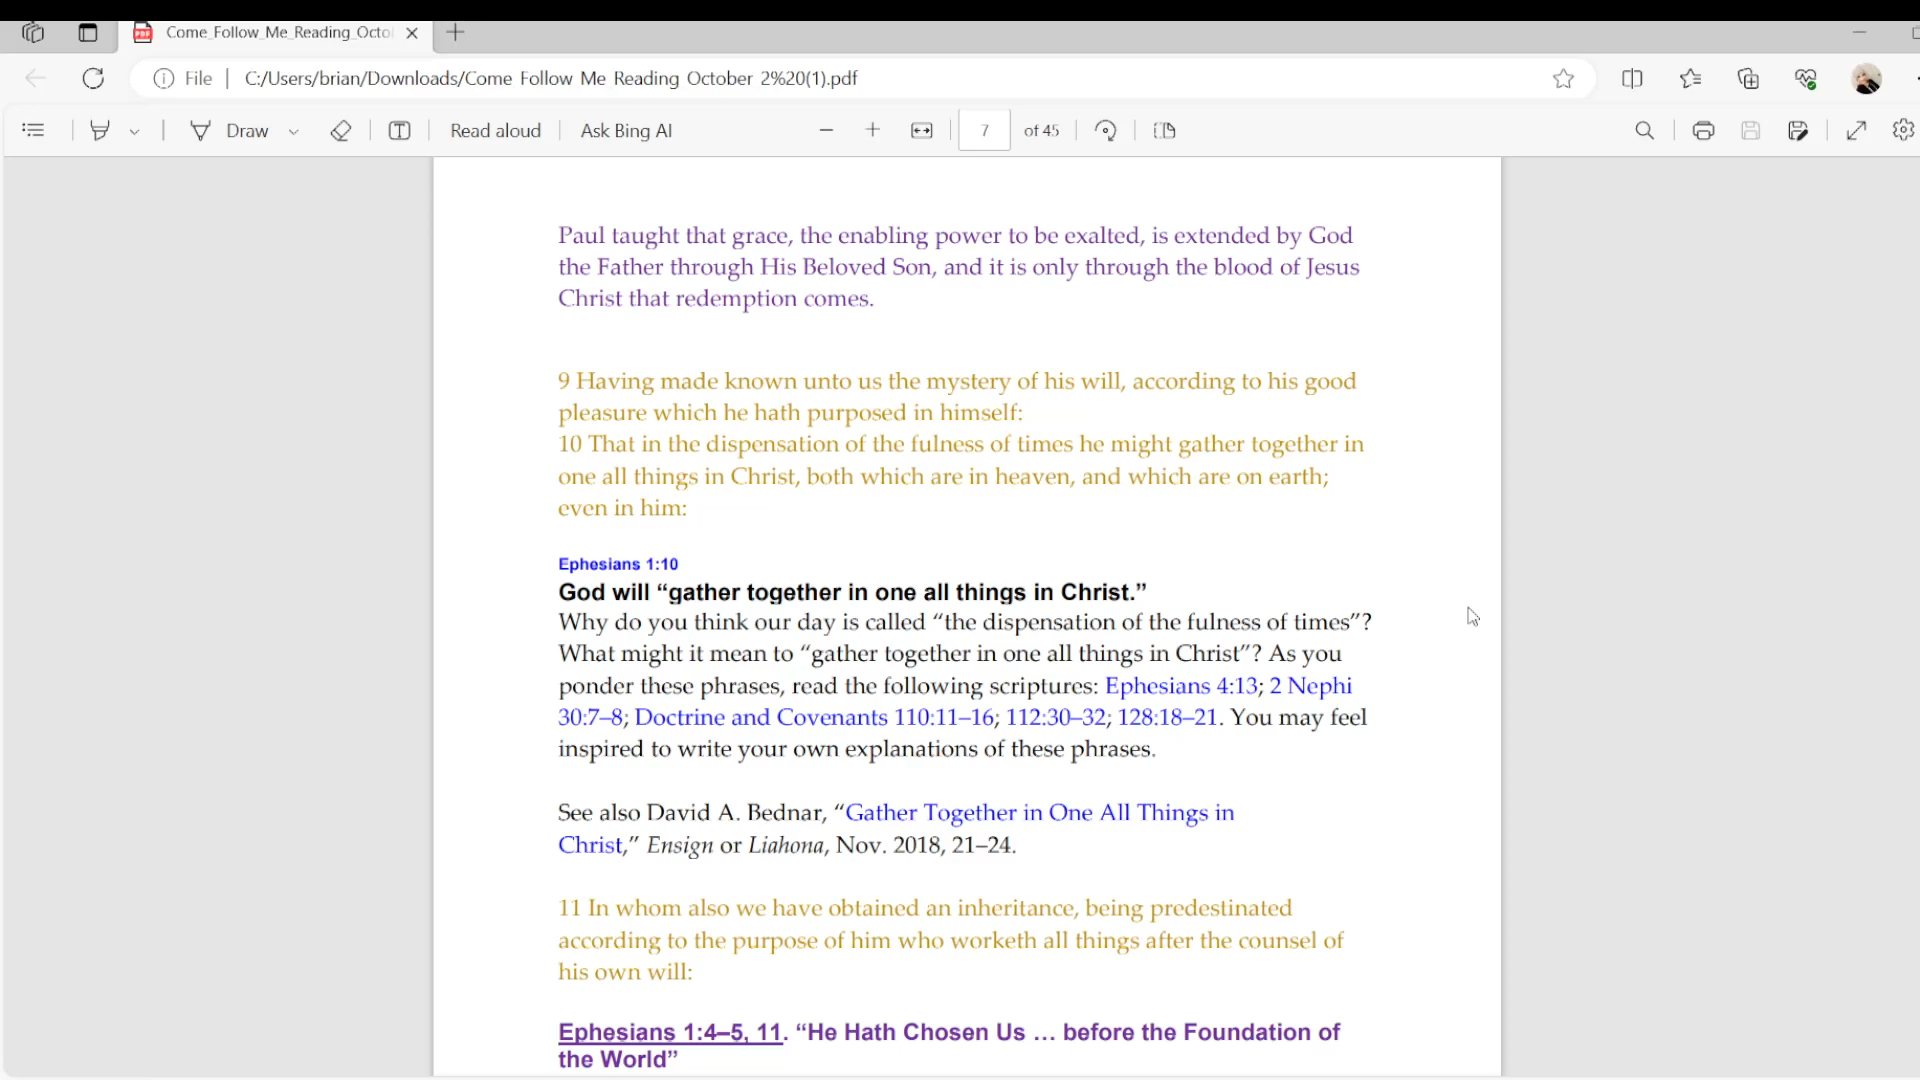 Come_Follow_Me_Reading_Octo
File | C:/Users/brian/Downloads/Come Follow Me Reading October 2%20(1).pdf
Draw Read aloud Ask Bing AI 7 of 45
Paul taught that grace, the enabling power to be exalted, is extended by God
the Father through His Beloved Son, and it is only through the blood of Jesus
Christ that redemption comes.
9 Having made known unto us the mystery of his will, according to his good
pleasure which he hath purposed in himself:
10 That in the dispensation of the fulness of times he might gather together in
one all things in Christ, both which are in heaven, and which are on earth;
even in him:
Ephesians 1:10
God will “gather together in one all things in Christ.”
Why do you think our day is called “the dispensation of the fulness of times”?
What might it mean to “gather together in one all things in Christ”? As you
ponder these phrases, read the following scriptures: Ephesians 4:13; 2 Nephi
30:7–8; Doctrine and Covenants 110:11–16; 112:30–32; 128:18–21. You may feel
inspired to write your own explanations of these phrases.
See also David A. Bednar, “Gather Together in One All Things in
Christ,” Ensign or Liahona, Nov. 2018, 21–24.
11 In whom also we have obtained an inheritance, being predestinated
according to the purpose of him who worketh all things after the counsel of
his own will:
Ephesians 1:4–5, 11. “He Hath Chosen Us … before the Foundation of
the World”